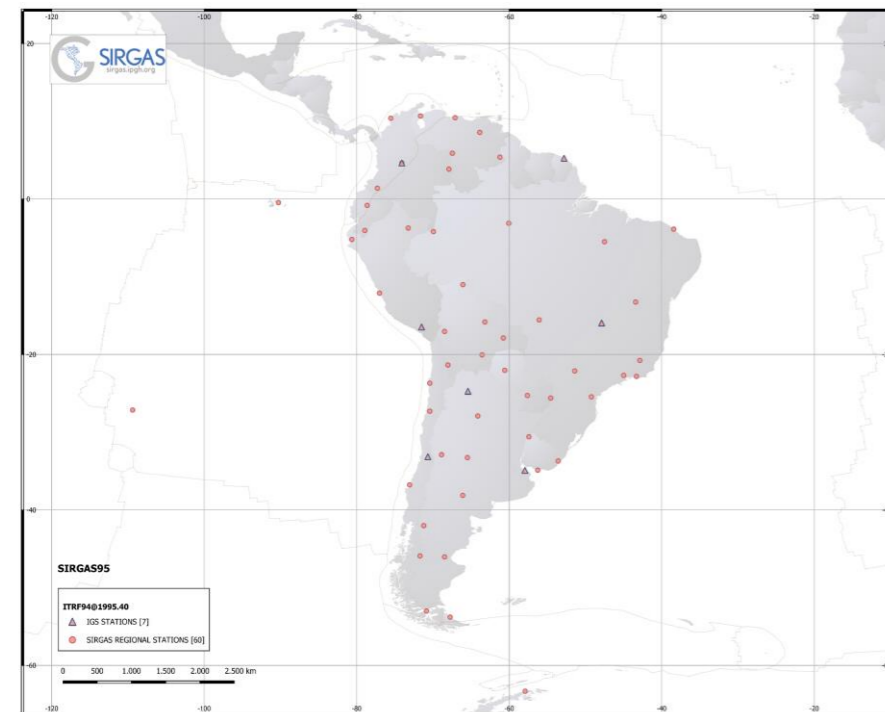 -120 -100 -80 -60 -40 -20
20
SIRGAS
sirgas.ipgh.org
0
-20
-40
SIRGAS95
ITRF94@1995.40
IGS STATIONS [7]
SIRGAS REGIONAL STATIONS [60]
0 500 1.000 1.500 2.000 2.500 km
-60
-120 -100 -80 -60 -40 -20